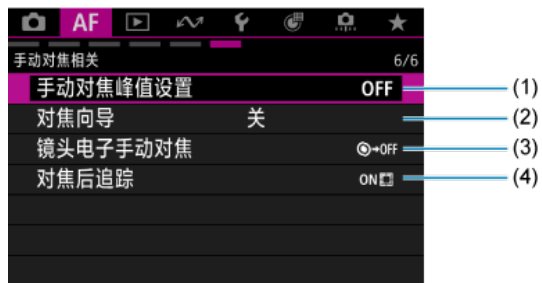 AF
手动对焦相关 6/6
手动对焦峰值设置 OFF (1)
对焦向导 关 (2)
镜头电子手动对焦 →OFF (3)
对焦后追踪 ON (4)